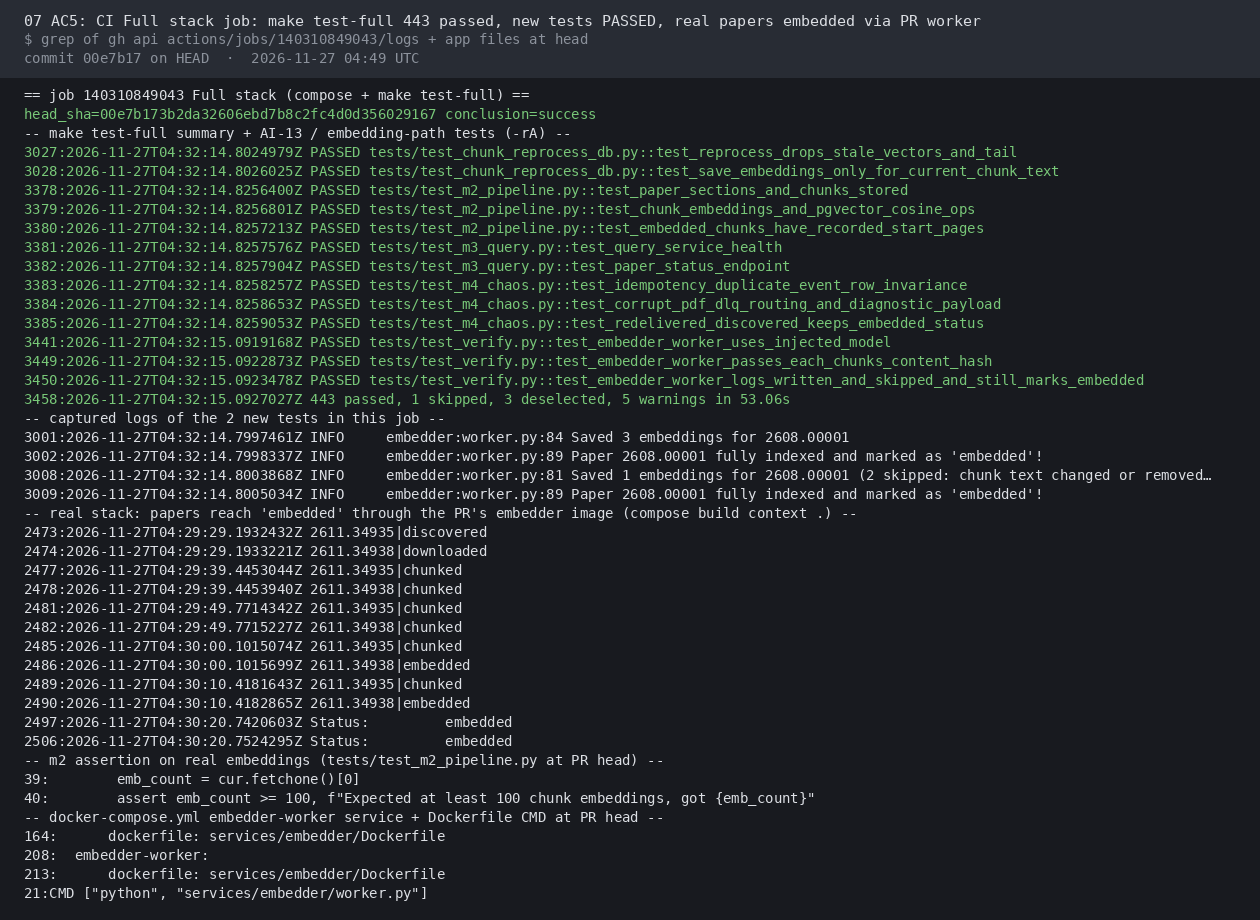 07 AC5: CI Full stack job: make test-full 443 passed, new tests PASSED, real papers embedded via PR worker
$ grep of gh api actions/jobs/140310849043/logs + app files at head
commit 00e7b17 on HEAD  ·  2026-11-27 04:49 UTC
== job 140310849043 Full stack (compose + make test-full) ==
head_sha=00e7b173b2da32606ebd7b8c2fc4d0d356029167 conclusion=success
-- make test-full summary + AI-13 / embedding-path tests (-rA) --
3027:2026-11-27T04:32:14.8024979Z PASSED tests/test_chunk_reprocess_db.py::test_reprocess_drops_stale_vectors_and_tail
3028:2026-11-27T04:32:14.8026025Z PASSED tests/test_chunk_reprocess_db.py::test_save_embeddings_only_for_current_chunk_text
3378:2026-11-27T04:32:14.8256400Z PASSED tests/test_m2_pipeline.py::test_paper_sections_and_chunks_stored
3379:2026-11-27T04:32:14.8256801Z PASSED tests/test_m2_pipeline.py::test_chunk_embeddings_and_pgvector_cosine_ops
3380:2026-11-27T04:32:14.8257213Z PASSED tests/test_m2_pipeline.py::test_embedded_chunks_have_recorded_start_pages
3381:2026-11-27T04:32:14.8257576Z PASSED tests/test_m3_query.py::test_query_service_health
3382:2026-11-27T04:32:14.8257904Z PASSED tests/test_m3_query.py::test_paper_status_endpoint
3383:2026-11-27T04:32:14.8258257Z PASSED tests/test_m4_chaos.py::test_idempotency_duplicate_event_row_invariance
3384:2026-11-27T04:32:14.8258653Z PASSED tests/test_m4_chaos.py::test_corrupt_pdf_dlq_routing_and_diagnostic_payload
3385:2026-11-27T04:32:14.8259053Z PASSED tests/test_m4_chaos.py::test_redelivered_discovered_keeps_embedded_status
3441:2026-11-27T04:32:15.0919168Z PASSED tests/test_verify.py::test_embedder_worker_uses_injected_model
3449:2026-11-27T04:32:15.0922873Z PASSED tests/test_verify.py::test_embedder_worker_passes_each_chunks_content_hash
3450:2026-11-27T04:32:15.0923478Z PASSED tests/test_verify.py::test_embedder_worker_logs_written_and_skipped_and_still_marks_embedded
3458:2026-11-27T04:32:15.0927027Z 443 passed, 1 skipped, 3 deselected, 5 warnings in 53.06s
-- captured logs of the 2 new tests in this job --
3001:2026-11-27T04:32:14.7997461Z INFO     embedder:worker.py:84 Saved 3 embeddings for 2608.00001
3002:2026-11-27T04:32:14.7998337Z INFO     embedder:worker.py:89 Paper 2608.00001 fully indexed and marked as 'embedded'!
3008:2026-11-27T04:32:14.8003868Z INFO     embedder:worker.py:81 Saved 1 embeddings for 2608.00001 (2 skipped: chunk text changed or removed…
3009:2026-11-27T04:32:14.8005034Z INFO     embedder:worker.py:89 Paper 2608.00001 fully indexed and marked as 'embedded'!
-- real stack: papers reach 'embedded' through the PR's embedder image (compose build context .) --
2473:2026-11-27T04:29:29.1932432Z 2611.34935|discovered
2474:2026-11-27T04:29:29.1933221Z 2611.34938|downloaded
2477:2026-11-27T04:29:39.4453044Z 2611.34935|chunked
2478:2026-11-27T04:29:39.4453940Z 2611.34938|chunked
2481:2026-11-27T04:29:49.7714342Z 2611.34935|chunked
2482:2026-11-27T04:29:49.7715227Z 2611.34938|chunked
2485:2026-11-27T04:30:00.1015074Z 2611.34935|chunked
2486:2026-11-27T04:30:00.1015699Z 2611.34938|embedded
2489:2026-11-27T04:30:10.4181643Z 2611.34935|chunked
2490:2026-11-27T04:30:10.4182865Z 2611.34938|embedded
2497:2026-11-27T04:30:20.7420603Z Status:         embedded
2506:2026-11-27T04:30:20.7524295Z Status:         embedded
-- m2 assertion on real embeddings (tests/test_m2_pipeline.py at PR head) --
39:        emb_count = cur.fetchone()[0]
40:        assert emb_count >= 100, f"Expected at least 100 chunk embeddings, got {emb_count}"
-- docker-compose.yml embedder-worker service + Dockerfile CMD at PR head --
164:      dockerfile: services/embedder/Dockerfile
208:  embedder-worker:
213:      dockerfile: services/embedder/Dockerfile
21:CMD ["python", "services/embedder/worker.py"]